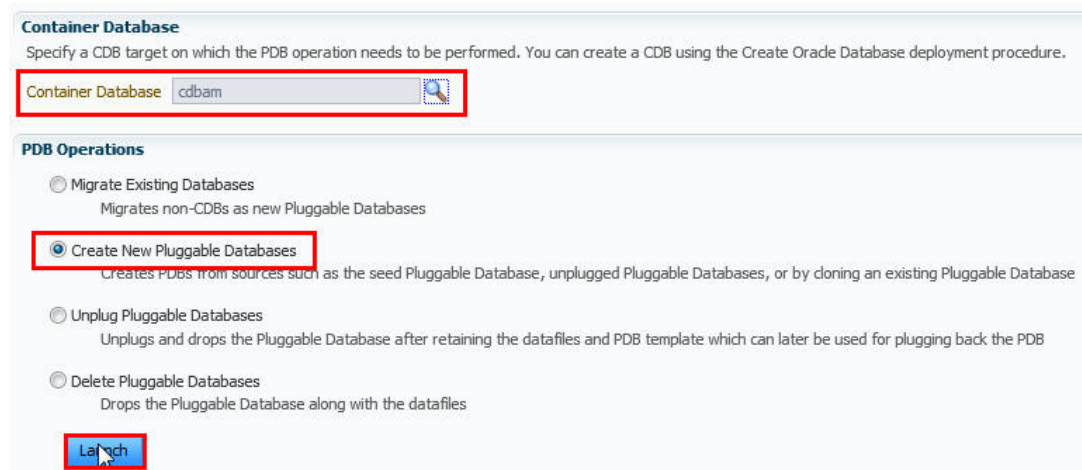 Container Database
Specify a CDB target on which the PDB operation needs to be performed. You can create a CDB using the Create Oracle Database deployment procedure.
Container Database cdbam
PDB Operations
Migrate Existing Databases
Migrates non-CDBs as new Pluggable Databases
Create New Pluggable Databases
Creates PDBs from sources such as the seed Pluggable Database, unplugged Pluggable Databases, or by cloning an existing Pluggable Database
Unplug Pluggable Databases
Unplugs and drops the Pluggable Database after retaining the datafiles and PDB template which can later be used for plugging back the PDB
Delete Pluggable Databases
Drops the Pluggable Database along with the datafiles
Launch